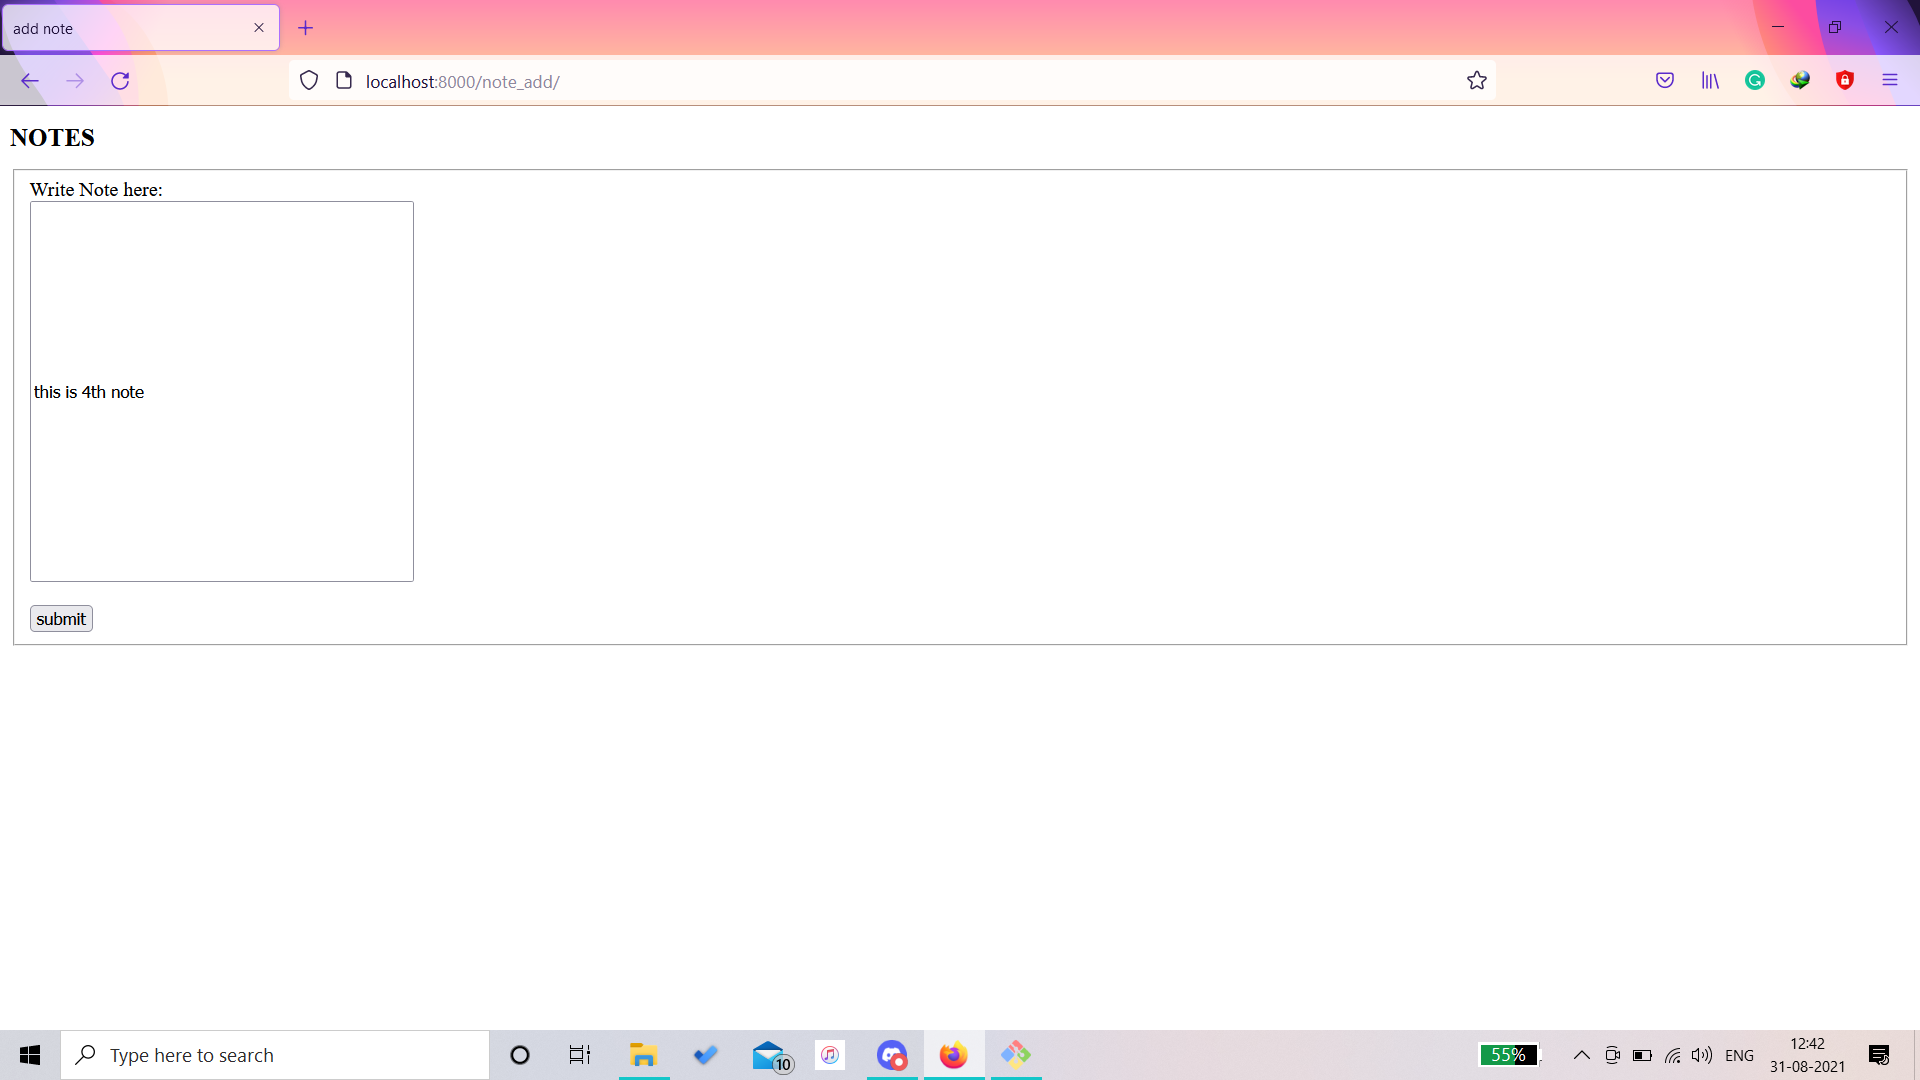 add note
localhost:8000/note_add/
NOTES
Write Note here:
this is 4th note
submit
Type here to search
10
55%
ENG
12:42
31-08-2021